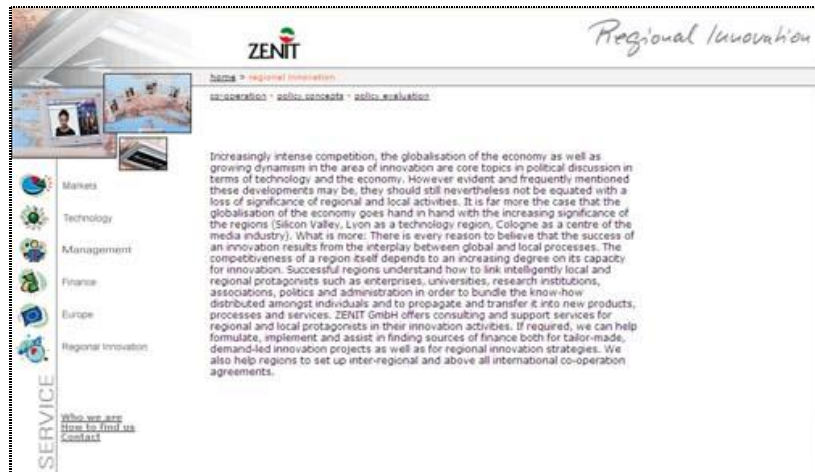 ZENIT
Regional Innovation
home > regional innovation
co-operation - policy concepts - policy evaluation
Increasingly intense competition, the globalisation of the economy as well as
growing dynamism in the area of innovation are core topics in political discussion in
terms of technology and the economy. However evident and frequently mentioned
these developments may be, they should still nevertheless not be equated with a
loss of significance of regional and local activities. It is far more the case that the
globalisation of the economy goes hand in hand with the increasing significance of
the regions (Silicon Valley, Lyon as a technology region, Cologne as a centre of the
media industry). What is more: There is every reason to believe that the success of
an innovation results from the interplay between global and local processes. The
competitiveness of a region itself depends to an increasing degree on its capacity
for innovation. Successful regions understand how to link intelligently local and
regional protagonists such as enterprises, universities, research institutions,
associations, politics and administration in order to bundle the know-how
distributed amongst individuals and to propagate and transfer it into new products,
processes and services. ZENIT GmbH offers consulting and support services for
regional and local protagonists in their innovation activities. If required, we can help
formulate, implement and assist in finding sources of finance both for tailor-made,
demand-led innovation projects as well as for regional innovation strategies. We
also help regions to set up inter-regional and above all international co-operation
agreements.
Markets
Technology
Management
Finance
Europe
Regional Innovation
SERVICE
Who we are
How to find us
Contact